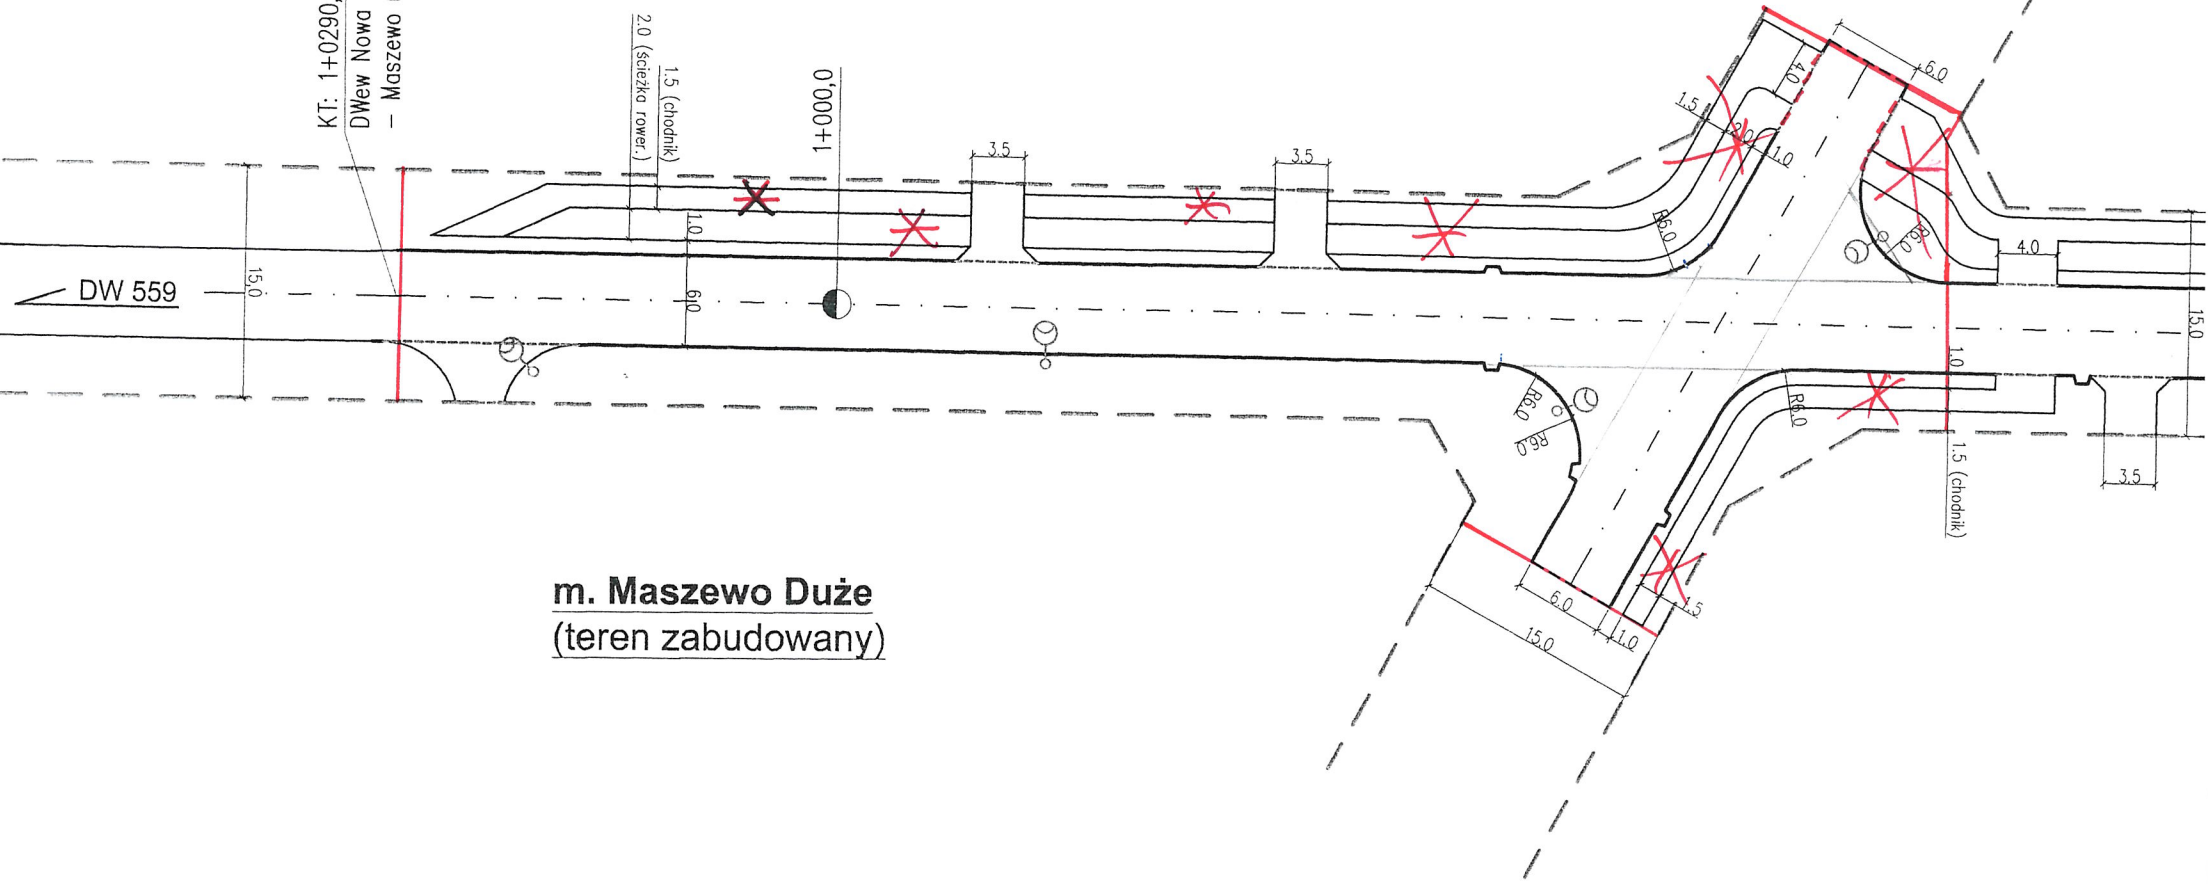 KT: 1+0290,
DWew Nowa
– Maszewo
2.0 (ścieżka rower.)
1.5 (chodnik)
1+000,0
3.5
3.5
1.5
4.0
2.0
1.0
6.0
R6.0
R6.0
4.0
15.0
DW 559
15.0
1.0
6.0
1.0
R6.0
R6.0
R6.0
1.5 (chodnik)
3.5
m. Maszewo Duże
(teren zabudowany)
6.0
1.0
1.5
15.0